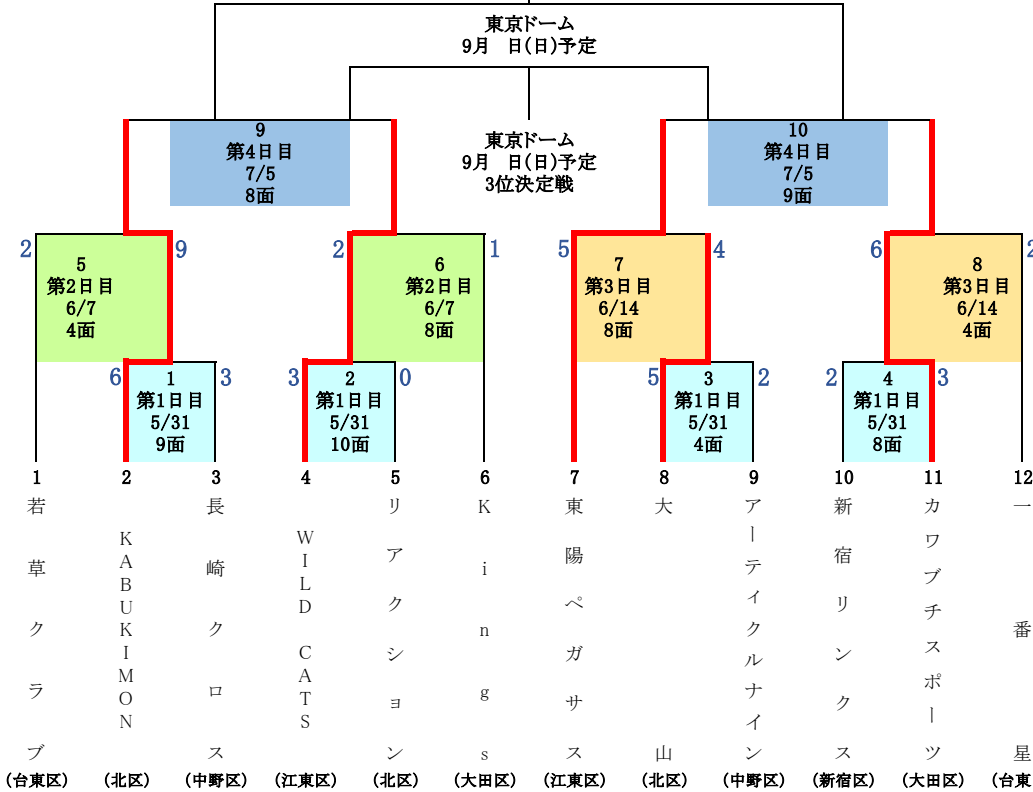 東京ドーム
9月　日(日)予定
東京ドーム
9月　日(日)予定
3位決定戦
9
第4日目
7/5
8面
10
第4日目
7/5
9面
2
9
2
1
5
4
6
2
5
第2日目
6/7
4面
6
第2日目
6/7
8面
7
第3日目
6/14
8面
8
第3日目
6/14
4面
6
3
3
0
5
2
2
3
1
第1日目
5/31
9面
2
第1日目
5/31
10面
3
第1日目
5/31
4面
4
第1日目
5/31
8面
1
2
3
4
5
6
7
8
9
10
11
12
若草クラブ
KABUKIMON
長崎クロス
WILD CATS
リアクション
Kings
東陽ペガサス
大山
アーティクルナイン
新宿リンクス
カワブチスポーツ
一番星
(台東区)
(北区)
(中野区)
(江東区)
(北区)
(大田区)
(江東区)
(北区)
(中野区)
(新宿区)
(大田区)
(台東